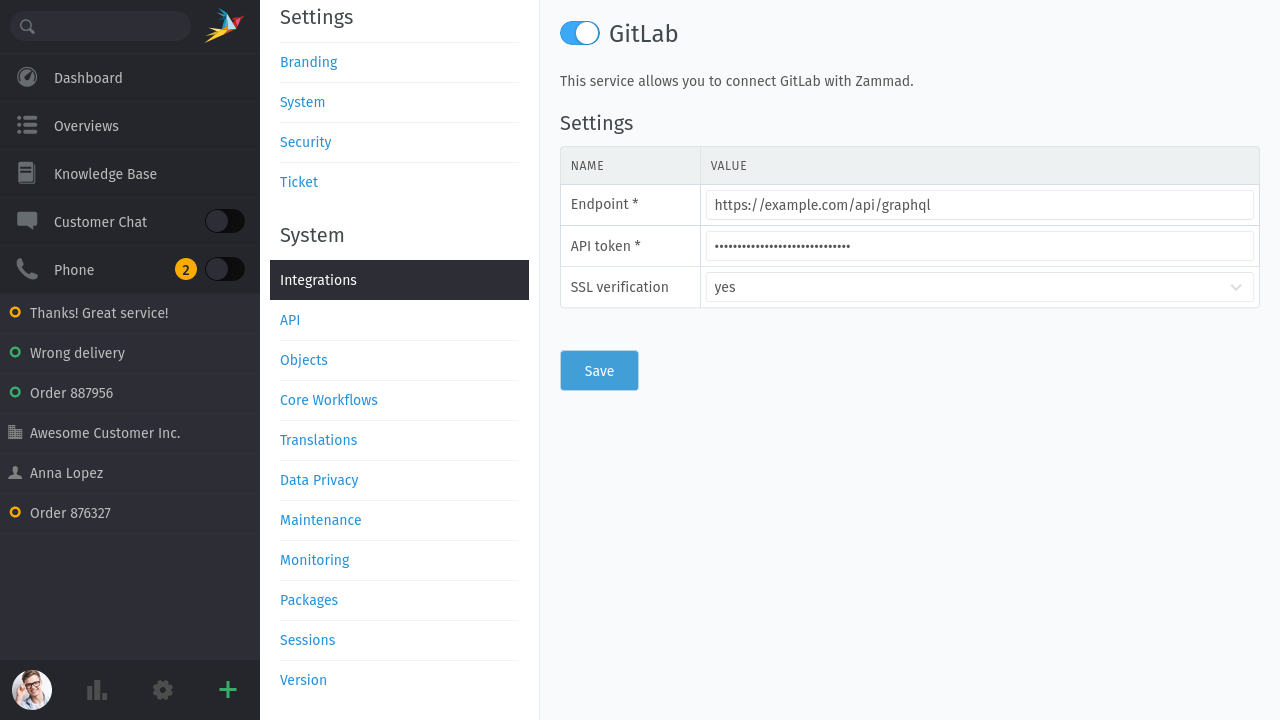 Dashboard
Overviews
Knowledge Base
Customer Chat
Phone
2
Thanks! Great service!
Wrong delivery
Order 887956
Awesome Customer Inc.
Anna Lopez
Order 876327
Settings
Branding
System
Security
Ticket
System
Integrations
API
Objects
Core Workflows
Translations
Data Privacy
Maintenance
Monitoring
Packages
Sessions
Version
GitLab
This service allows you to connect GitLab with Zammad.
Settings
NAME VALUE
Endpoint * https://example.com/api/graphql
API token * ••••••••••••••••••••••••••••••
SSL verification yes
Save